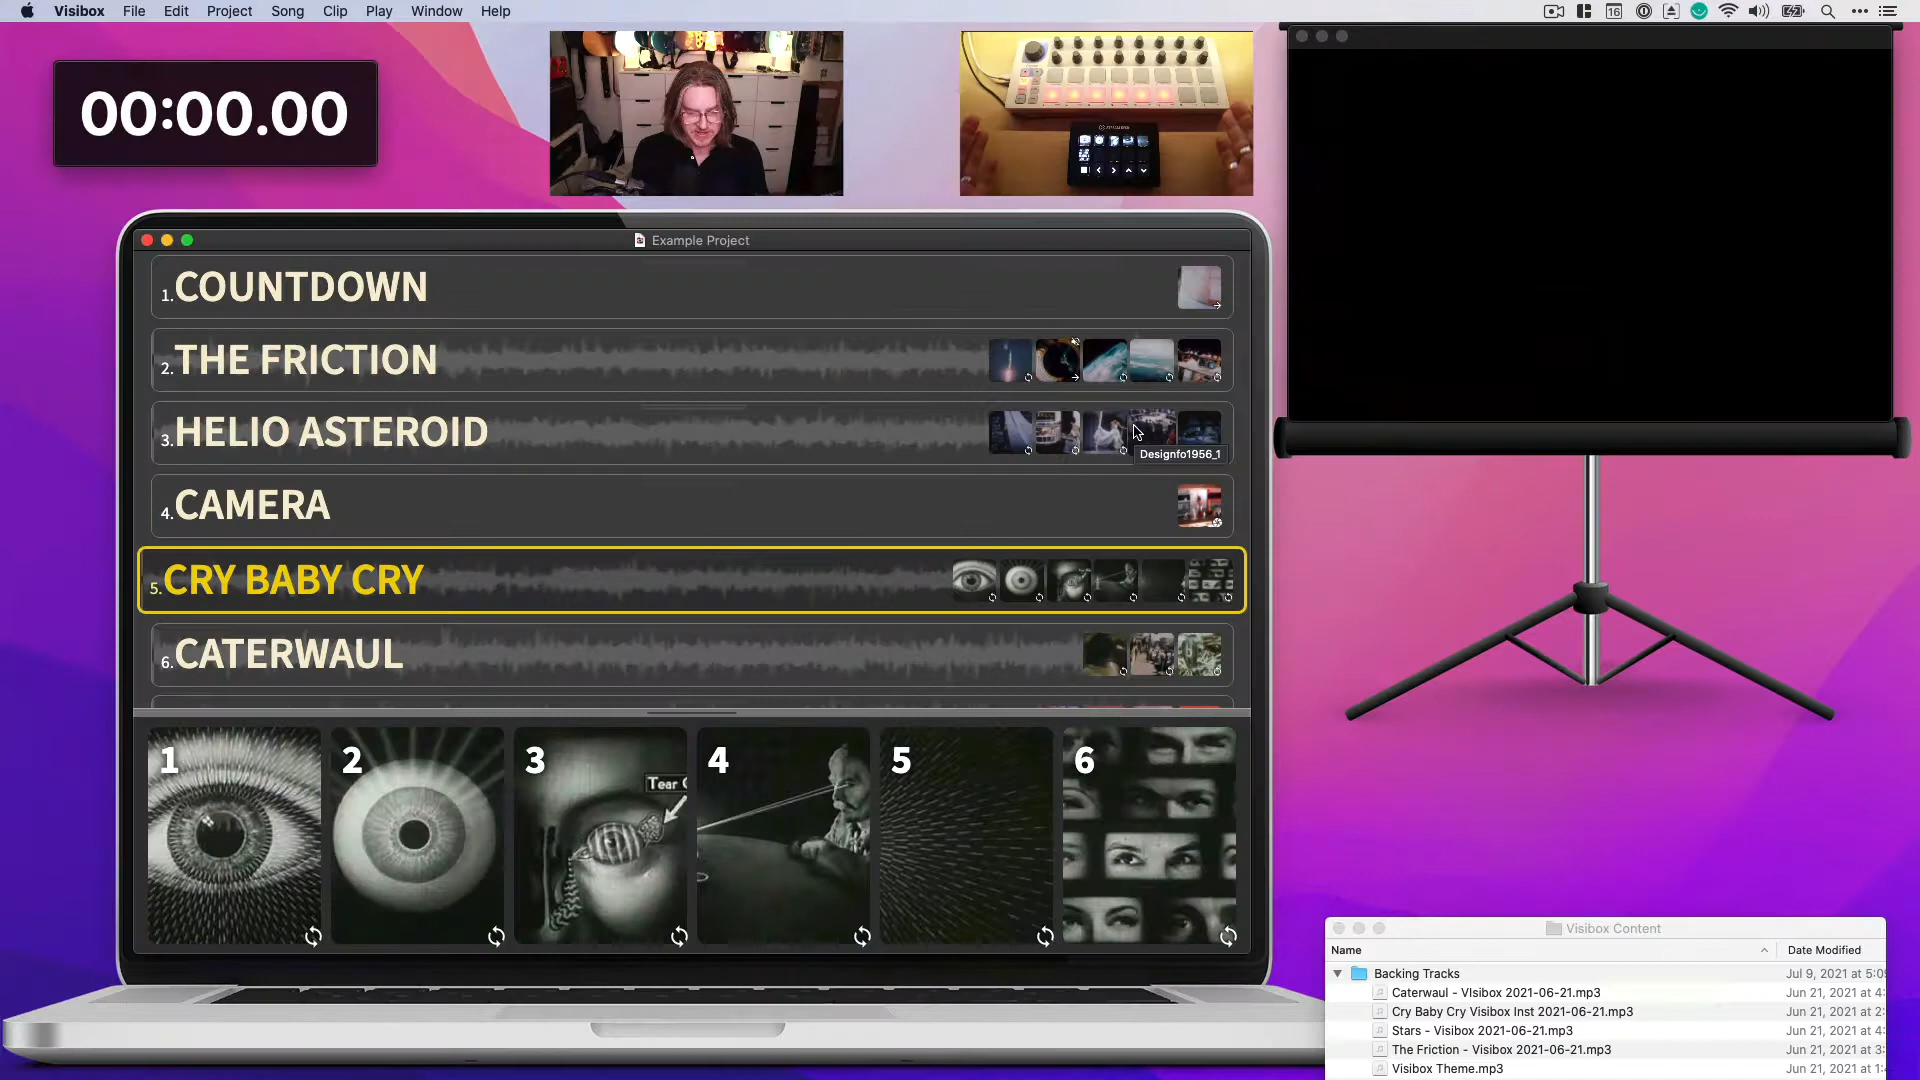 Visibox File Edit Project Song Clip Play Window Help
16
00:00.00
Example Project
1.COUNTDOWN
2.THE FRICTION
3.HELIO ASTEROID
Designfo1956_1
4.CAMERA
5.CRY BABY CRY
6.CATERWAUL
1 2 3 4 5 6
Tear
Visibox Content
Name Date Modified
Backing Tracks Jul 9, 2021 at 5:0
Caterwaul - VIsibox 2021-06-21.mp3 Jun 21, 2021 at 4:
Cry Baby Cry Visibox Inst 2021-06-21.mp3 Jun 21, 2021 at 2:
Stars - Visibox 2021-06-21.mp3 Jun 21, 2021 at 4:
The Friction - Visibox 2021-06-21.mp3 Jun 21, 2021 at 3:
Visibox Theme.mp3 Jun 21, 2021 at 1: